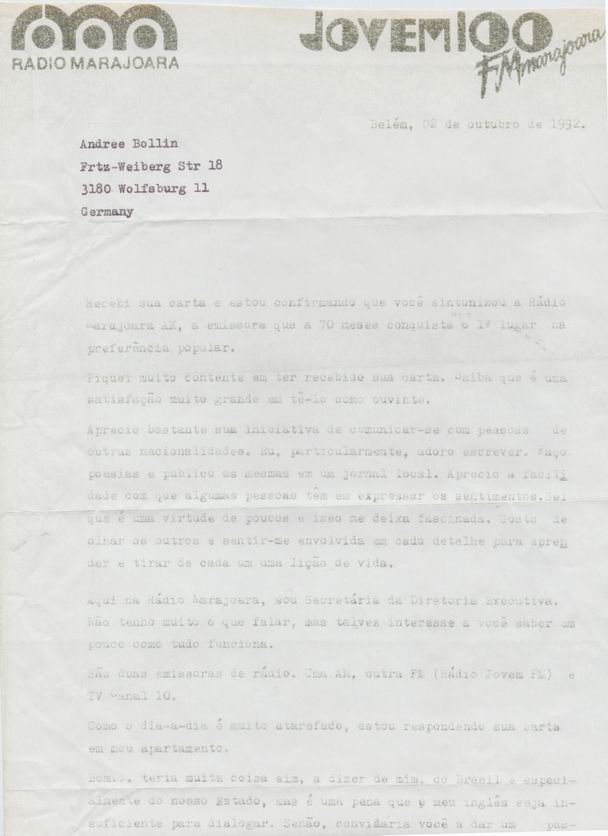 RÁDIO MARAJOARA
JOVEM100
FM marajoara
Belém, 02 de outubro de 1992.
Andree Bollin
Frtz-Weiberg Str 18
3180 Wolfsburg 11
Germany
Recebi sua carta e estou confirmando que você sintonizou a Rádio
Marajoara AM, a emissora que a 70 meses conquista o 1º lugar na
preferência popular.
Fiquei muito contente em ter recebido sua carta. Saiba que é uma
satisfação muito grande em tê-lo como ouvinte.
Aprecio bastante sua iniciativa de comunicar-se com pessoas de
outras nacionalidades. Eu, particularmente, adoro escrever. Faço
poesias e publico as mesmas em um jornal local. Aprecio a facili
dade com que algumas pessoas têm em expressar os sentimentos.Sei
que é uma virtude de poucos e isso me deixa fascinada. Gosto de
olhar os outros e sentir-me envolvida em cada detalhe para apren
der e tirar de cada um uma lição de vida.
Aqui na Rádio Marajoara, sou Secretária da Diretoria Executiva.
Não tenho muito o que falar, mas talvez interesse a você saber um
pouco como tudo funciona.
São duas emissoras de rádio. Uma AM, outra FM (Rádio Jovem FM) e
TV Canal 10.
Como o dia-a-dia é muito atarefado, estou respondendo sua carta
em meu apartamento.
Bom... teria muita coisa sim, a dizer de mim, do Brasil e especi-
almente do nosso Estado, mas é uma pena que o meu inglês seja in-
suficiente para dialogar. Senão, convidaria você a dar um pas-